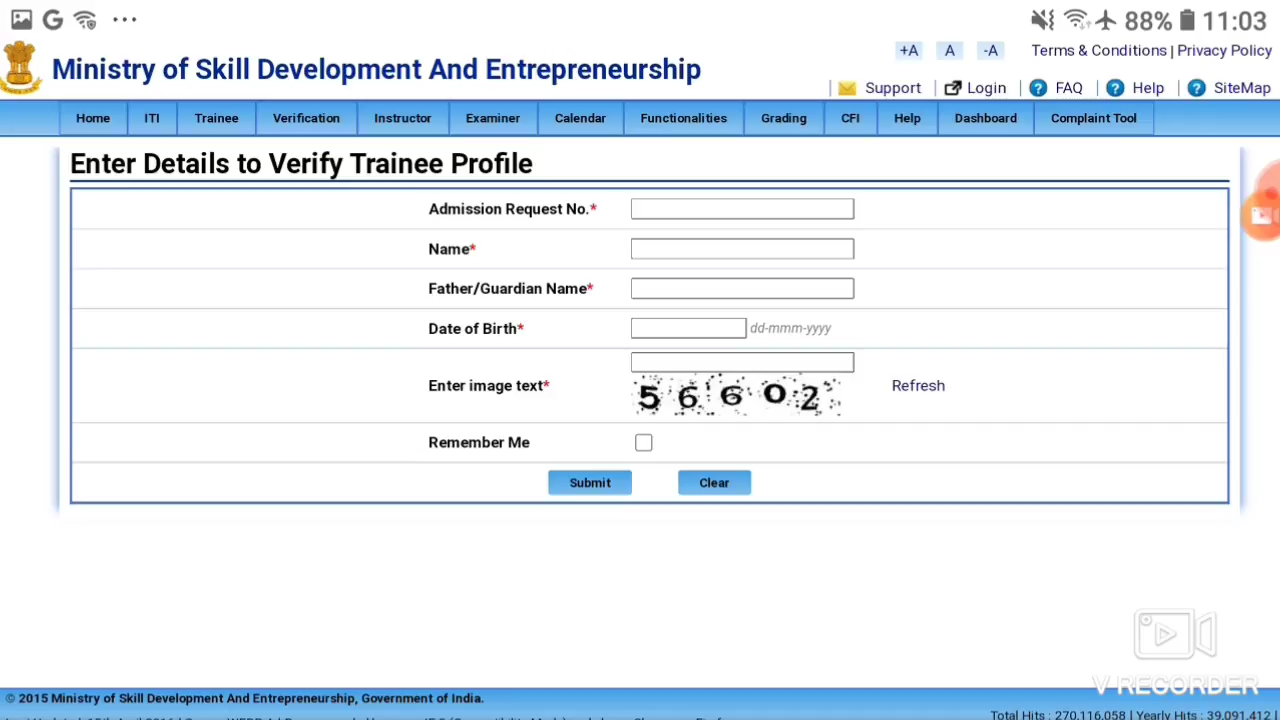 88% 11:03
+A A -A Terms & Conditions | Privacy Policy
Ministry of Skill Development And Entrepreneurship
| Support | Login | FAQ | Help | SiteMap
Home ITI Trainee Verification Instructor Examiner Calendar Functionalities Grading CFI Help Dashboard Complaint Tool
Enter Details to Verify Trainee Profile
Admission Request No.*
Name*
Father/Guardian Name*
Date of Birth* dd-mmm-yyyy
Enter image text* 56602 Refresh
Remember Me
Submit Clear
V RECORDER
© 2015 Ministry of Skill Development And Entrepreneurship, Government of India.
Total Hits : 270,116,058 | Yearly Hits : 39,091,412 |